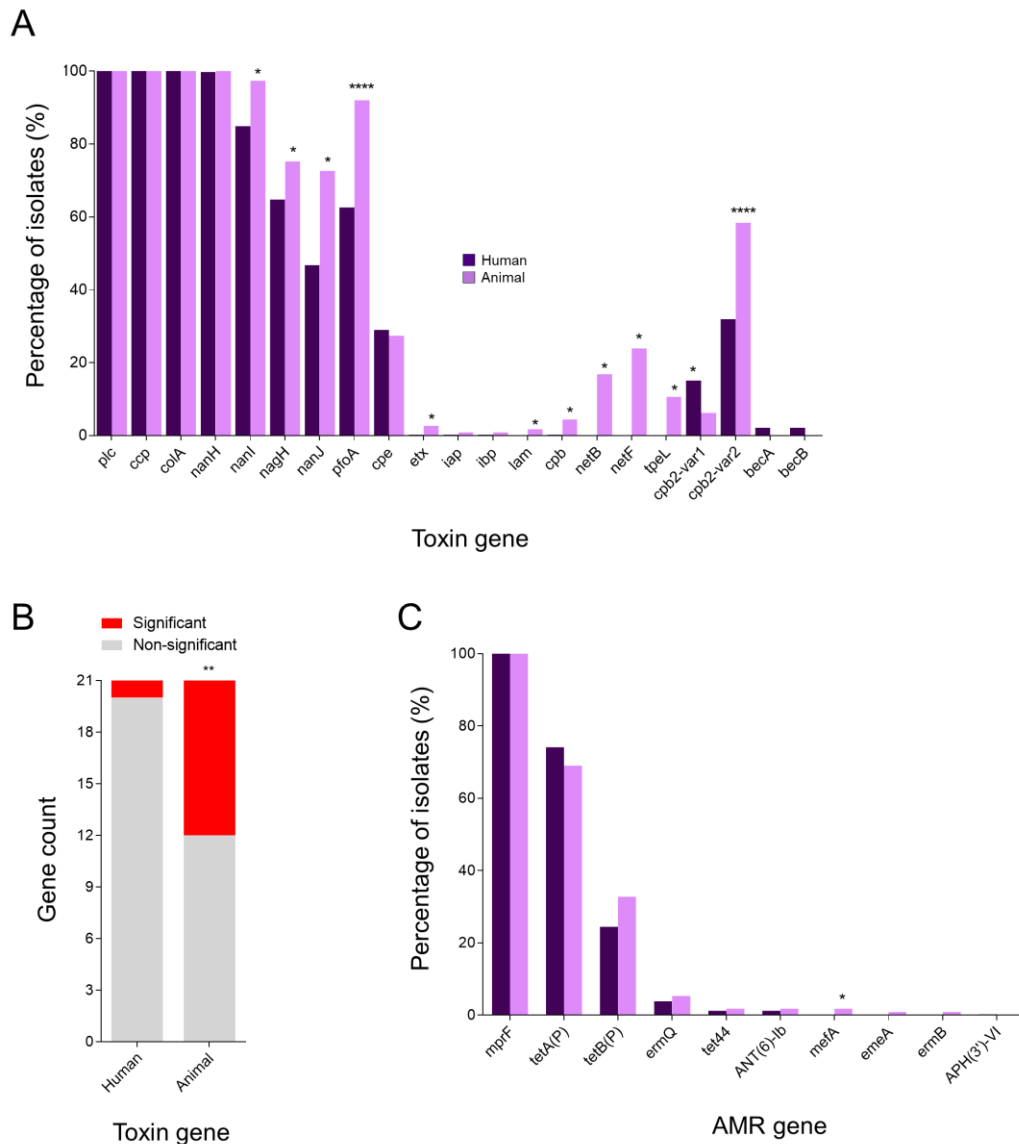 A
Percentage of isolates (%)
100
80
60
40
20
0
*
*
*
****
*
*
*
*
*
*
*
****
Human
Animal
plc
ccp
colA
nanH
nanI
nagH
nanJ
pfoA
cpe
etx
iap
ibp
lam
cpb
netB
netF
tpeL
cpb2-var1
cpb2-var2
becA
becB
Toxin gene
B
Significant
Non-significant
**
Gene count
21
18
15
12
9
6
3
0
Human
Animal
Toxin gene
C
Percentage of isolates (%)
100
80
60
40
20
0
*
mprF
tetA(P)
tetB(P)
ermQ
tet44
ANT(6)-Ib
mefA
emeA
ermB
APH(3')-VI
AMR gene